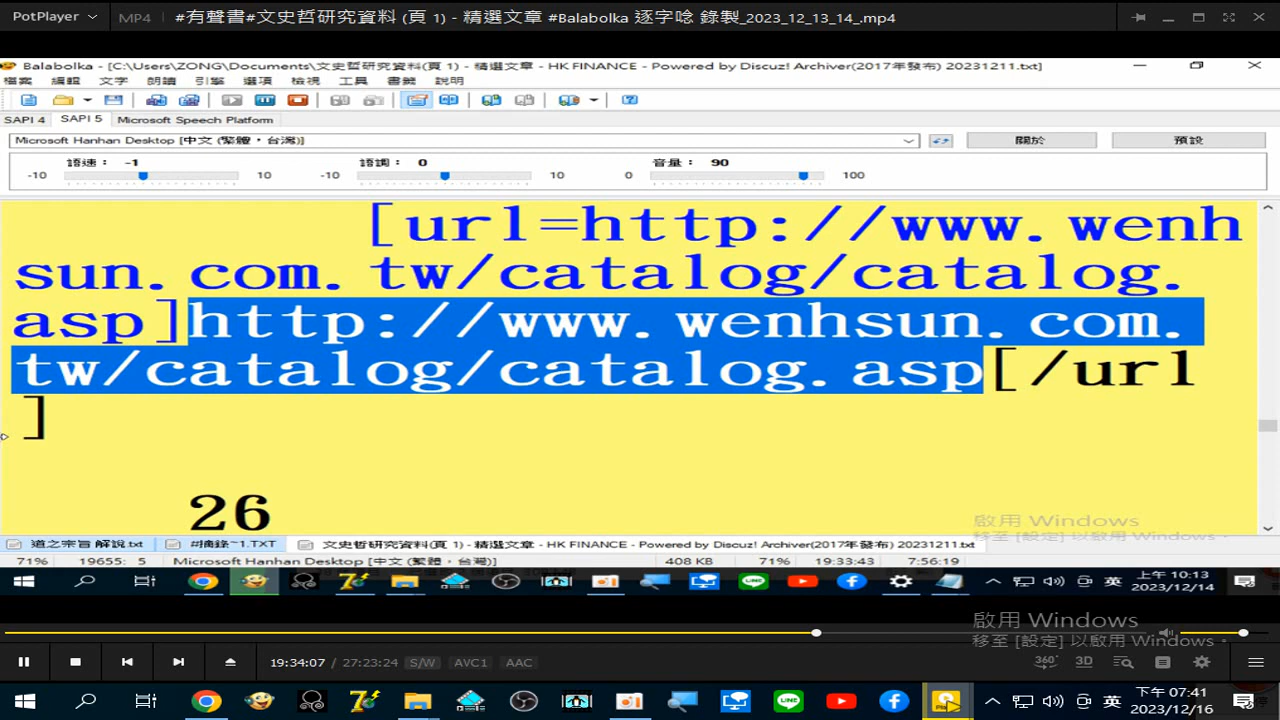 PotPlayer MP4 #有聲書#文史哲研究資料 (頁 1) - 精選文章 #Balabolka 逐字唸 錄製_2023_12_13_14_.mp4
Balabolka - [C:\Users\ZONG\Documents\文史哲研究資料(頁 1) - 精選文章 - HK FINANCE - Powered by Discuz! Archiver(2017年發布) 20231211.txt]
檔案 編輯 文字 朗讀 引擎 選項 檢視 工具 書籤 說明
SAPI 4 SAPI 5 Microsoft Speech Platform
Microsoft Hanhan Desktop [中文 (繁體，台灣)] 關於 預設
語速： -1 語調： 0 音量： 90
-10 10 -10 10 0 100
[url=http://www.wenh
sun.com.tw/catalog/catalog.
asp]http://www.wenhsun.com.
tw/catalog/catalog.asp[/url
]
26
啟用 Windows
移至 [設定] 以啟用 Windows。
道之宗旨 解說.txt #摘錄~1.TXT 文史哲研究資料(頁 1) - 精選文章 - HK FINANCE - Powered by Discuz! Archiver(2017年發布) 20231211.txt
71% 19655: 5 Microsoft Hanhan Desktop [中文 (繁體，台灣)] 408 KB 71% 19:33:43 7:56:19
英 上午 10:13
2023/12/14
啟用 Windows
移至 [設定] 以啟用 Windows。
19:34:07 / 27:23:24 S/W AVC1 AAC 360° 3D
英 下午 07:41
2023/12/16